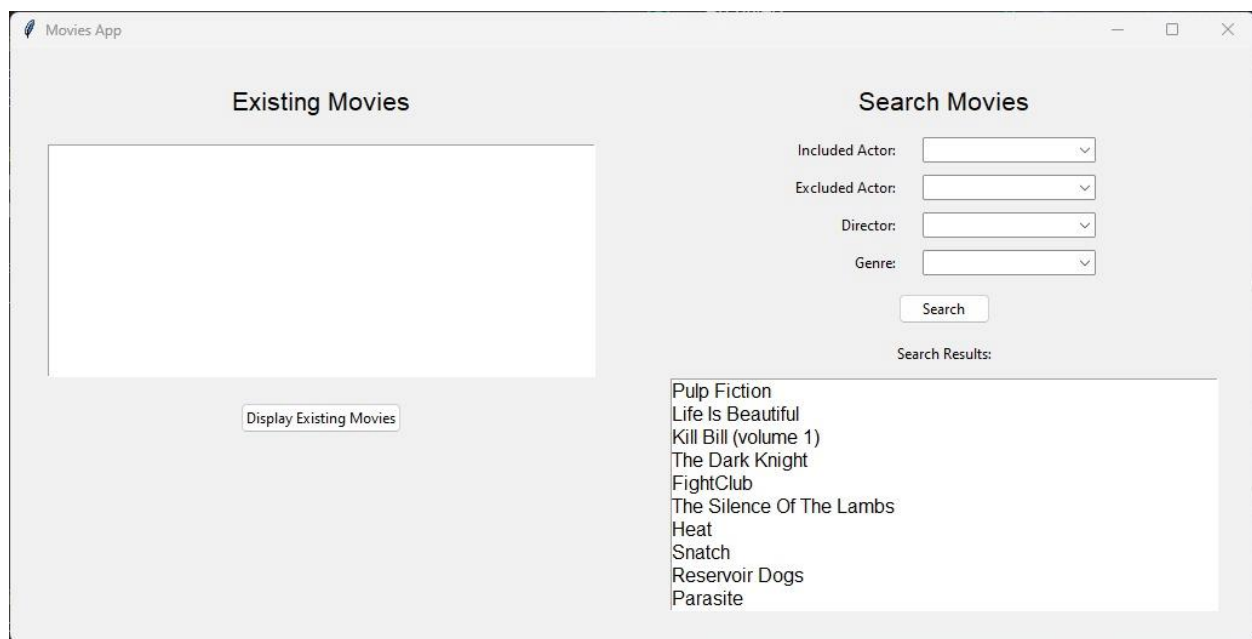 Movies App
Existing Movies
Display Existing Movies
Search Movies
Included Actor:
Excluded Actor:
Director:
Genre:
Search
Search Results:
Pulp Fiction
Life Is Beautiful
Kill Bill (volume 1)
The Dark Knight
FightClub
The Silence Of The Lambs
Heat
Snatch
Reservoir Dogs
Parasite